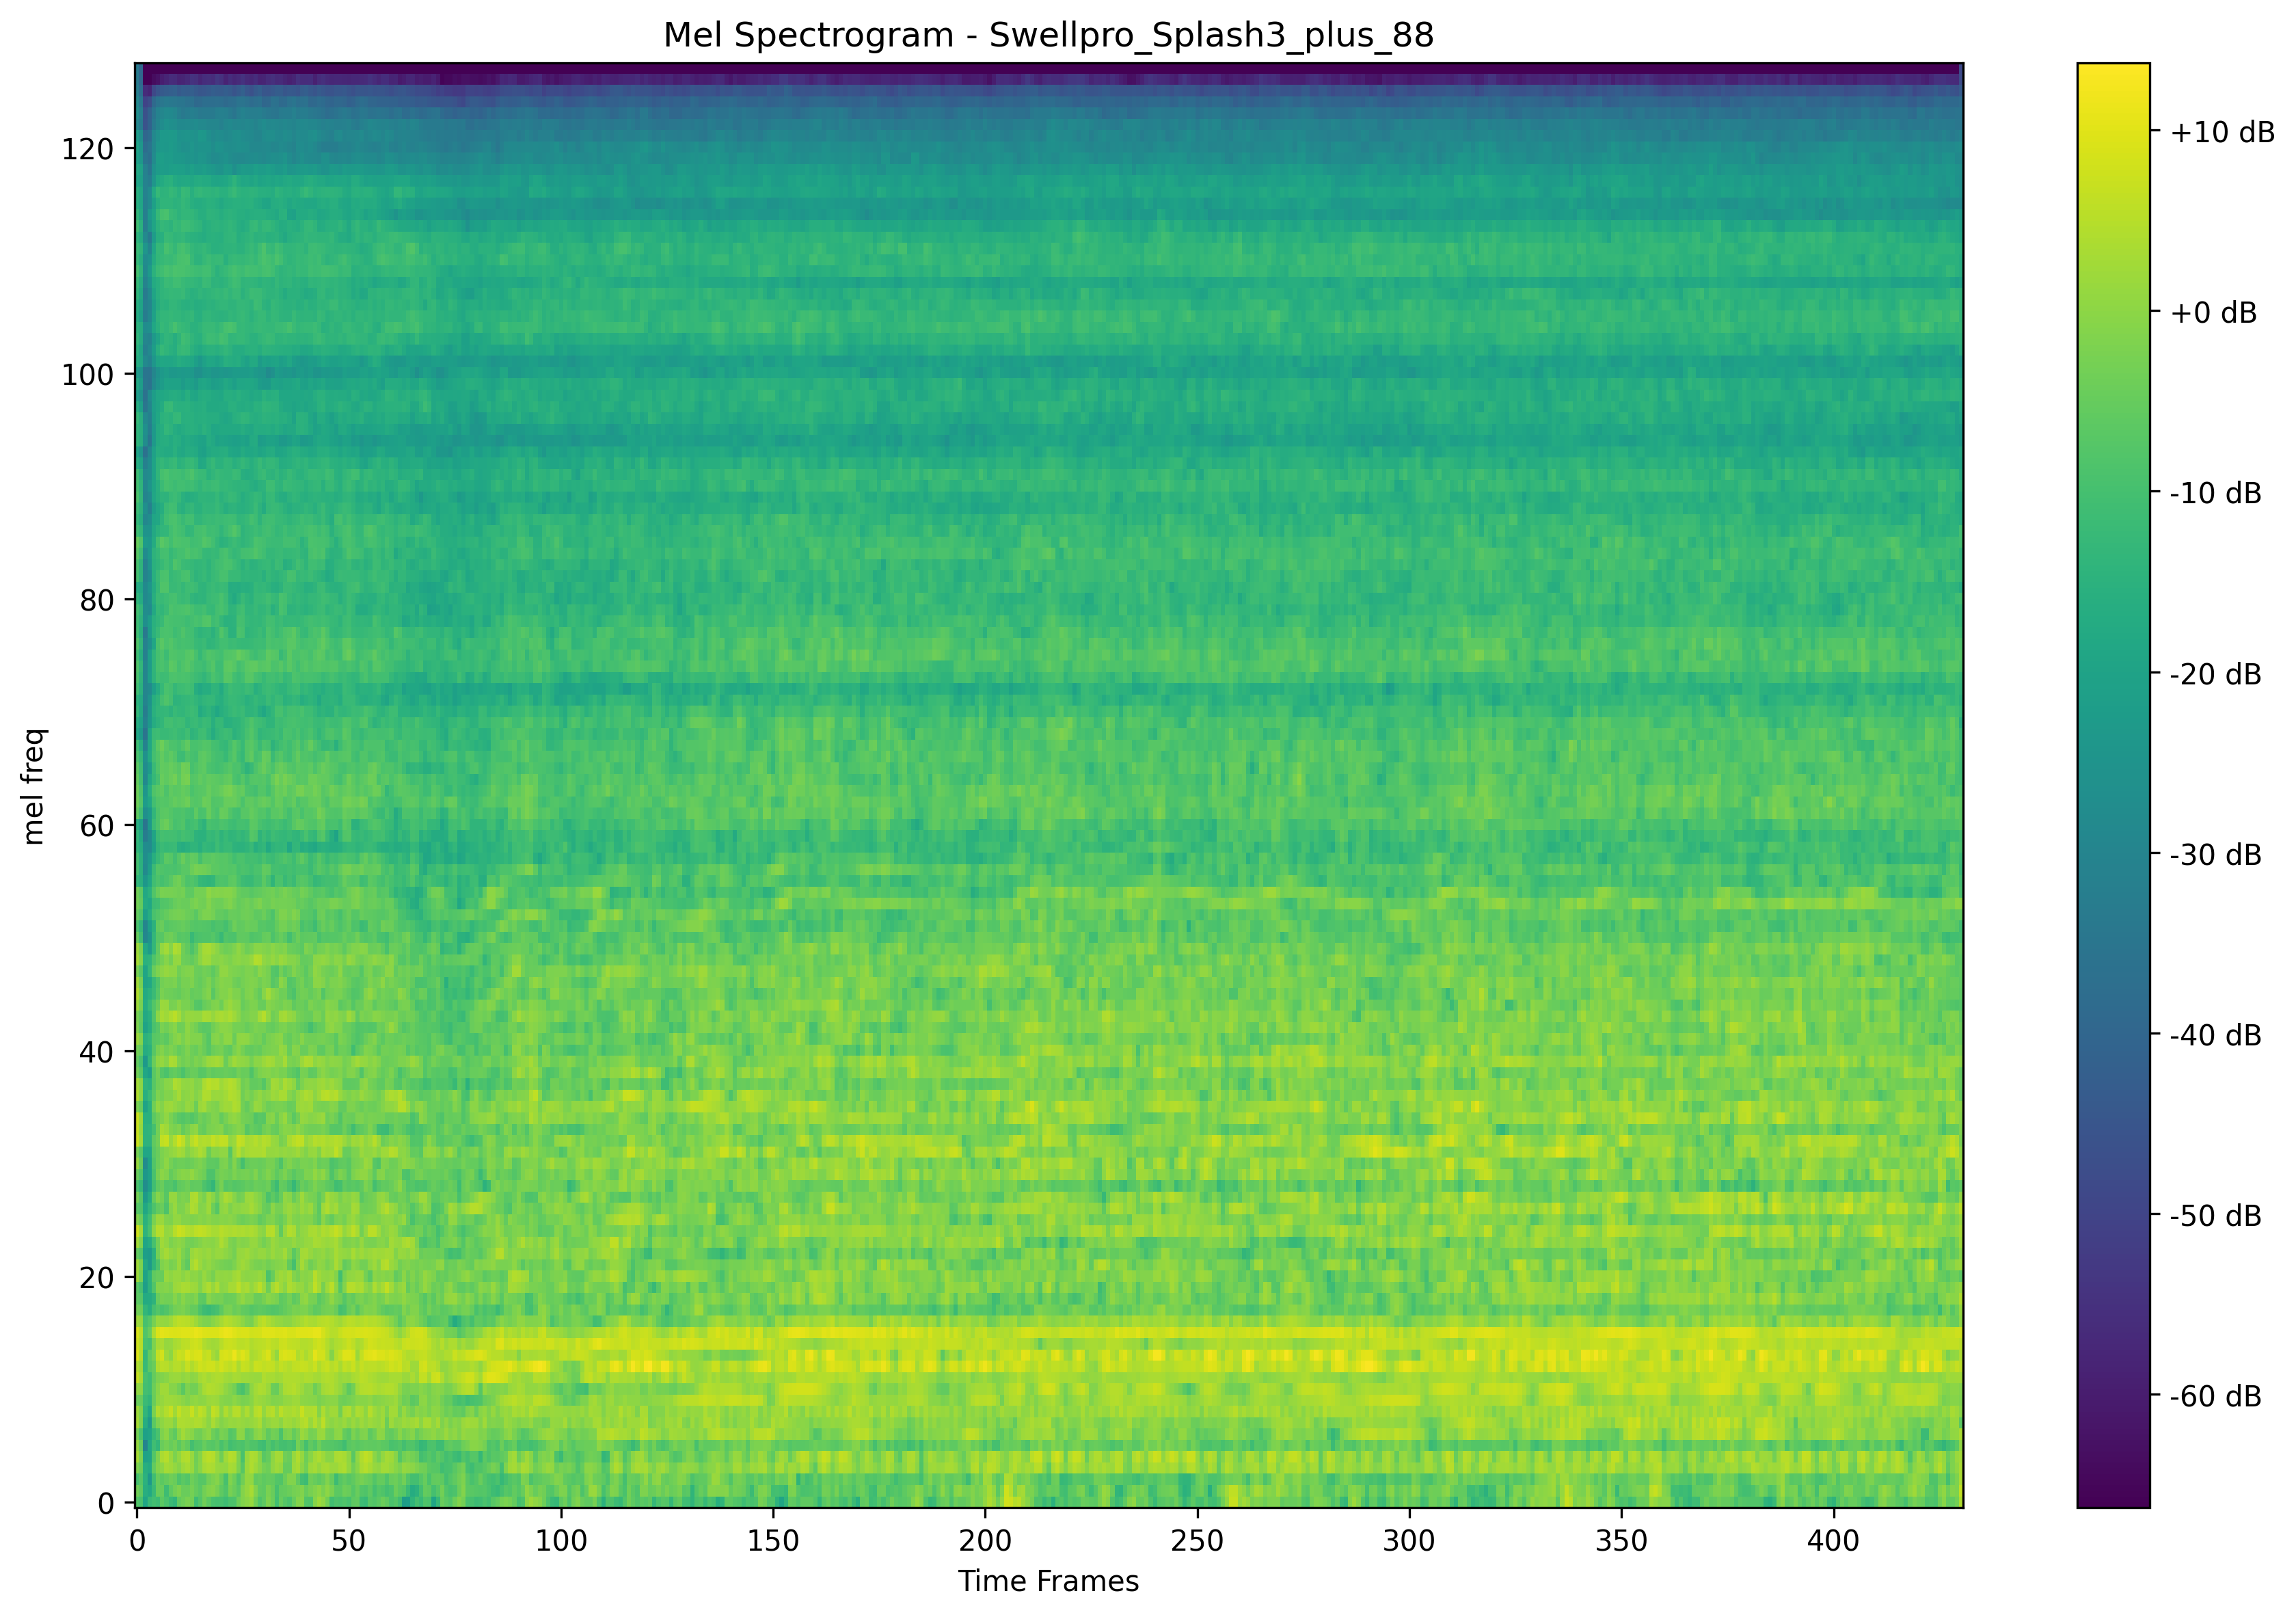 Mel Spectrogram - Swellpro_Splash3_plus_88
mel freq
120
100
80
60
40
20
0
0 50 100 150 200 250 300 350 400
Time Frames
+10 dB
+0 dB
-10 dB
-20 dB
-30 dB
-40 dB
-50 dB
-60 dB